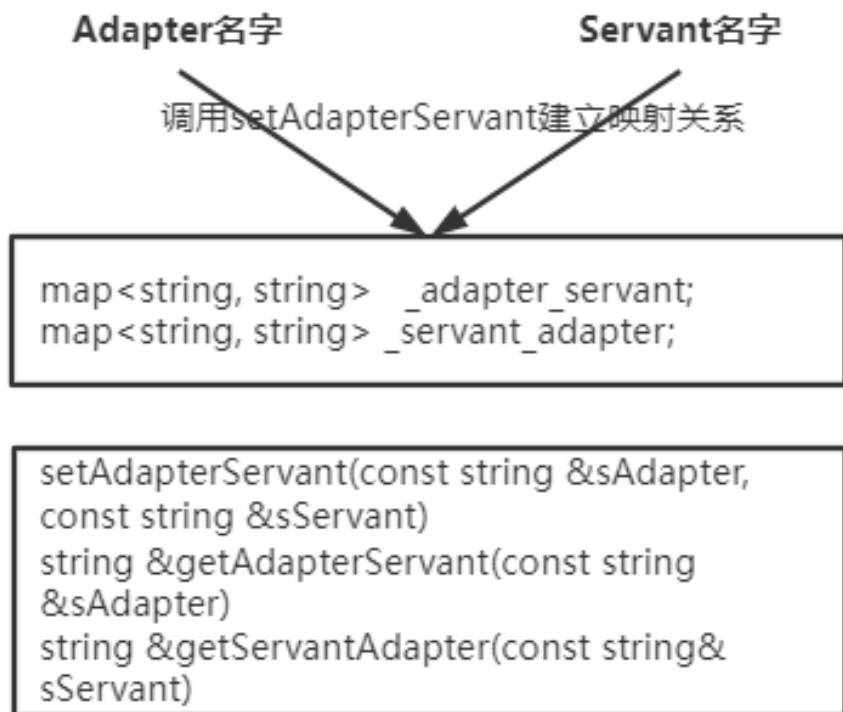 Adapter名字
Servant名字
调用setAdapterServant建立映射关系
map<string, string>   _adapter_servant;
map<string, string> _servant_adapter;
setAdapterServant(const string &sAdapter,
const string &sServant)
string &getAdapterServant(const string
&sAdapter)
string &getServantAdapter(const string&
sServant)